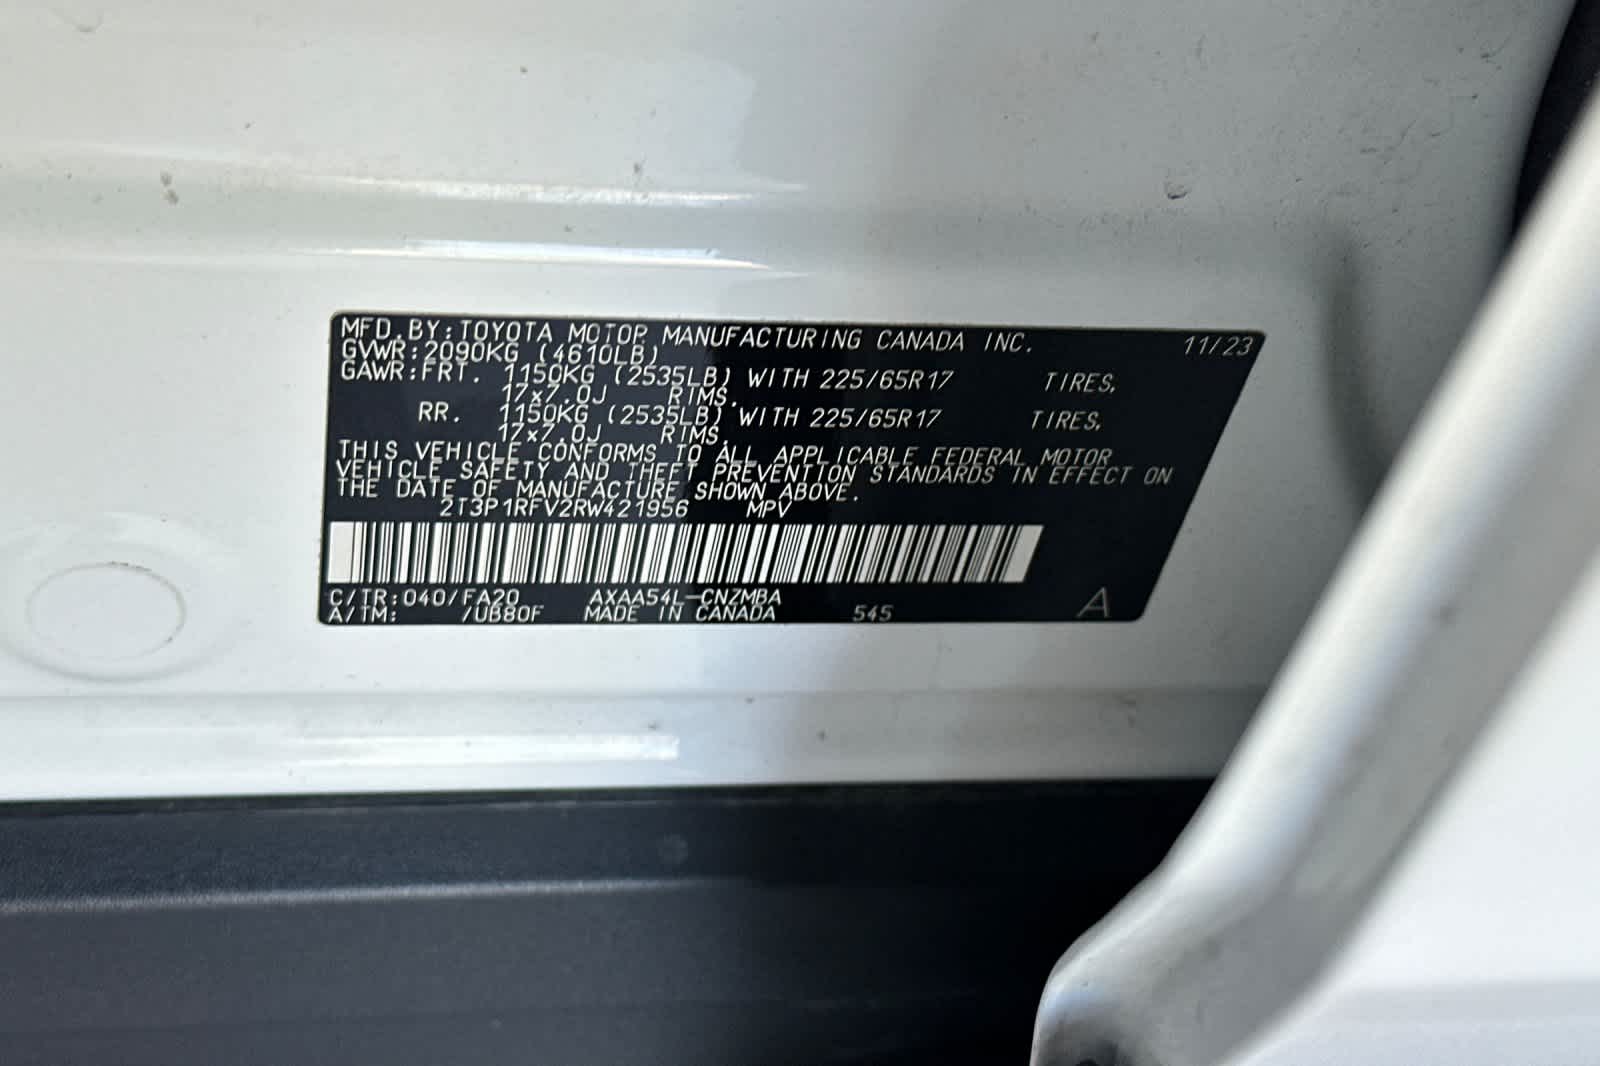 MFD.BY:TOYOTA MOTOR MANUFACTURING CANADA INC. 11/23
GVWR:2090KG (4610LB)
GAWR:FRT. 1150KG (2535LB) WITH 225/65R17 TIRES,
17x7.0J RIMS.
RR. 1150KG (2535LB) WITH 225/65R17 TIRES,
17x7.0J RIMS.
THIS VEHICLE CONFORMS TO ALL APPLICABLE FEDERAL MOTOR
VEHICLE SAFETY AND THEFT PREVENTION STANDARDS IN EFFECT ON
THE DATE OF MANUFACTURE SHOWN ABOVE.
2T3P1RFV2RW421956 MPV
C/TR:040/FA20 AXAA54L-CNZMBA
A/TM: /UB80F MADE IN CANADA 545 A